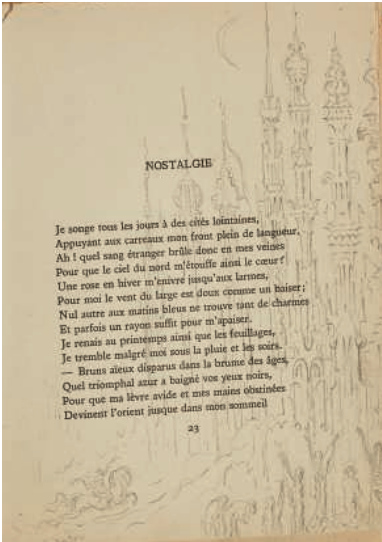 NOSTALGIE
Je songe tous les jours à des cités lointaines,
Appuyant aux carreaux mon front plein de langueur,
Ah ! quel sang étranger brûle donc en mes veines
Pour que le ciel du nord m'étouffe ainsi le cœur ?
Une rose en hiver m'enivre jusqu'aux larmes,
Pour moi le vent du large est doux comme un baiser ;
Nul autre aux matins bleus ne trouve tant de charmes
Et parfois un rayon suffit pour m'apaiser.
Je renais au printemps ainsi que les feuillages,
Je tremble malgré moi sous la pluie et les soirs.
— Bruns aïeux disparus dans la brume des âges,
Quel triomphal azur a baigné vos yeux noirs,
Pour que ma lèvre avide et mes mains obstinées
Devinent l'orient jusque dans mon sommeil
23